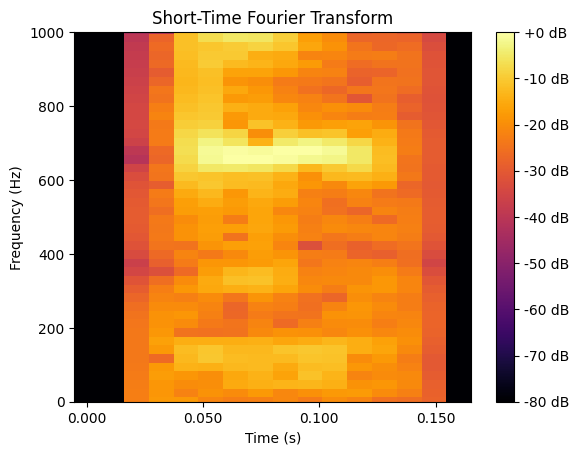 Short-Time Fourier Transform
1000
800
600
400
200
0
Frequency (Hz)
0.000
0.050
0.100
0.150
Time (s)
+0 dB
-10 dB
-20 dB
-30 dB
-40 dB
-50 dB
-60 dB
-70 dB
-80 dB